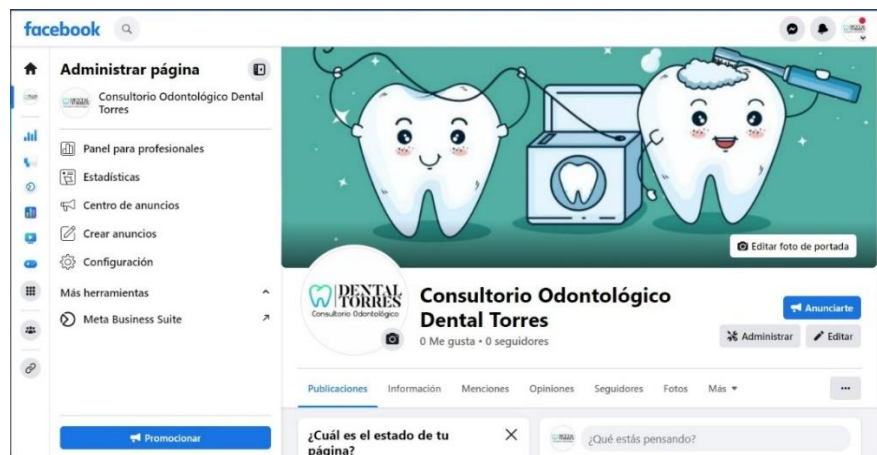 facebook
Administrar página
Consultorio Odontológico Dental
Torres
Panel para profesionales
Estadísticas
Centro de anuncios
Crear anuncios
Configuración
Más herramientas
Meta Business Suite
Promocionar
Editar foto de portada
DENTAL
TORRES
Consultorio Odontológico
Consultorio Odontológico
Dental Torres
0 Me gusta • 0 seguidores
Anunciarte
Administrar
Editar
Publicaciones
Información
Menciones
Opiniones
Seguidores
Fotos
Más
¿Cuál es el estado de tu
página?
¿Qué estás pensando?